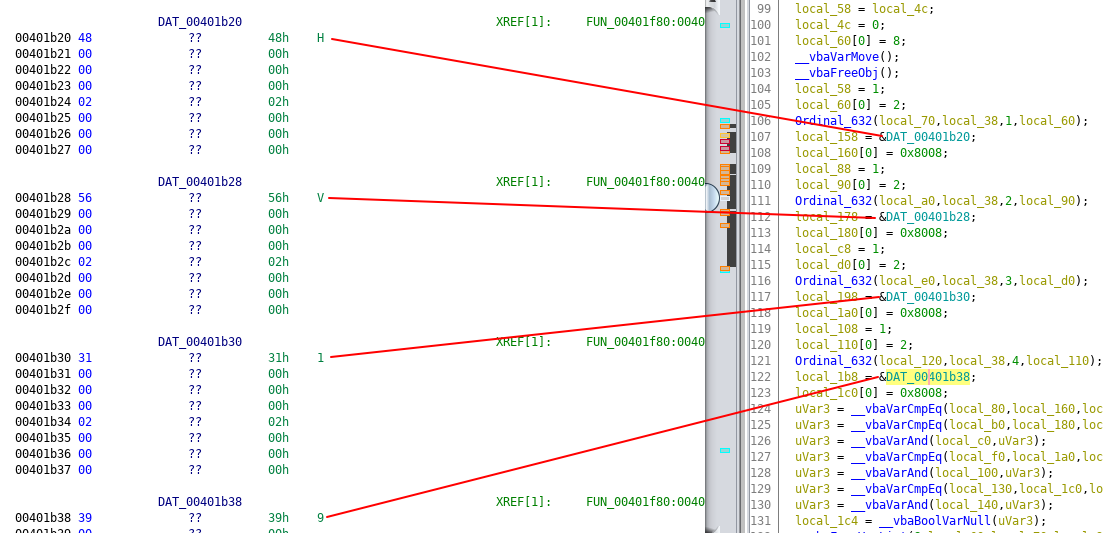 DAT_00401b20 XREF[1]: FUN_00401f80:0040
00401b20 48 ?? 48h H
00401b21 00 ?? 00h
00401b22 00 ?? 00h
00401b23 00 ?? 00h
00401b24 02 ?? 02h
00401b25 00 ?? 00h
00401b26 00 ?? 00h
00401b27 00 ?? 00h
DAT_00401b28 XREF[1]: FUN_00401f80:0040
00401b28 56 ?? 56h V
00401b29 00 ?? 00h
00401b2a 00 ?? 00h
00401b2b 00 ?? 00h
00401b2c 02 ?? 02h
00401b2d 00 ?? 00h
00401b2e 00 ?? 00h
00401b2f 00 ?? 00h
DAT_00401b30 XREF[1]: FUN_00401f80:0040
00401b30 31 ?? 31h 1
00401b31 00 ?? 00h
00401b32 00 ?? 00h
00401b33 00 ?? 00h
00401b34 02 ?? 02h
00401b35 00 ?? 00h
00401b36 00 ?? 00h
00401b37 00 ?? 00h
DAT_00401b38 XREF[1]: FUN_00401f80:0040
00401b38 39 ?? 39h 9
99 local_58 = local_4c;
100 local_4c = 0;
101 local_60[0] = 8;
102 __vbaVarMove();
103 __vbaFreeObj();
104 local_58 = 1;
105 local_60[0] = 2;
106 Ordinal_632(local_70,local_38,1,local_60);
107 local_158 = &DAT_00401b20;
108 local_160[0] = 0x8008;
109 local_88 = 1;
110 local_90[0] = 2;
111 Ordinal_632(local_a0,local_38,2,local_90);
112 local_178 = &DAT_00401b28;
113 local_180[0] = 0x8008;
114 local_c8 = 1;
115 local_d0[0] = 2;
116 Ordinal_632(local_e0,local_38,3,local_d0);
117 local_198 = &DAT_00401b30;
118 local_1a0[0] = 0x8008;
119 local_108 = 1;
120 local_110[0] = 2;
121 Ordinal_632(local_120,local_38,4,local_110);
122 local_1b8 = &DAT_00401b38;
123 local_1c0[0] = 0x8008;
124 uVar3 = __vbaVarCmpEq(local_80,local_160,loc
125 uVar3 = __vbaVarCmpEq(local_b0,local_180,loc
126 uVar3 = __vbaVarAnd(local_c0,uVar3);
127 uVar3 = __vbaVarCmpEq(local_f0,local_1a0,loc
128 uVar3 = __vbaVarAnd(local_100,uVar3);
129 uVar3 = __vbaVarCmpEq(local_130,local_1c0,lo
130 uVar3 = __vbaVarAnd(local_140,uVar3);
131 local_1c4 = __vbaBoolVarNull(uVar3);